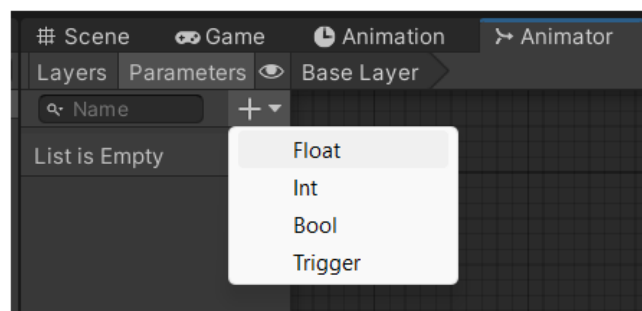 Scene Game Animation Animator
Layers Parameters Base Layer
Name
List is Empty
Float
Int
Bool
Trigger